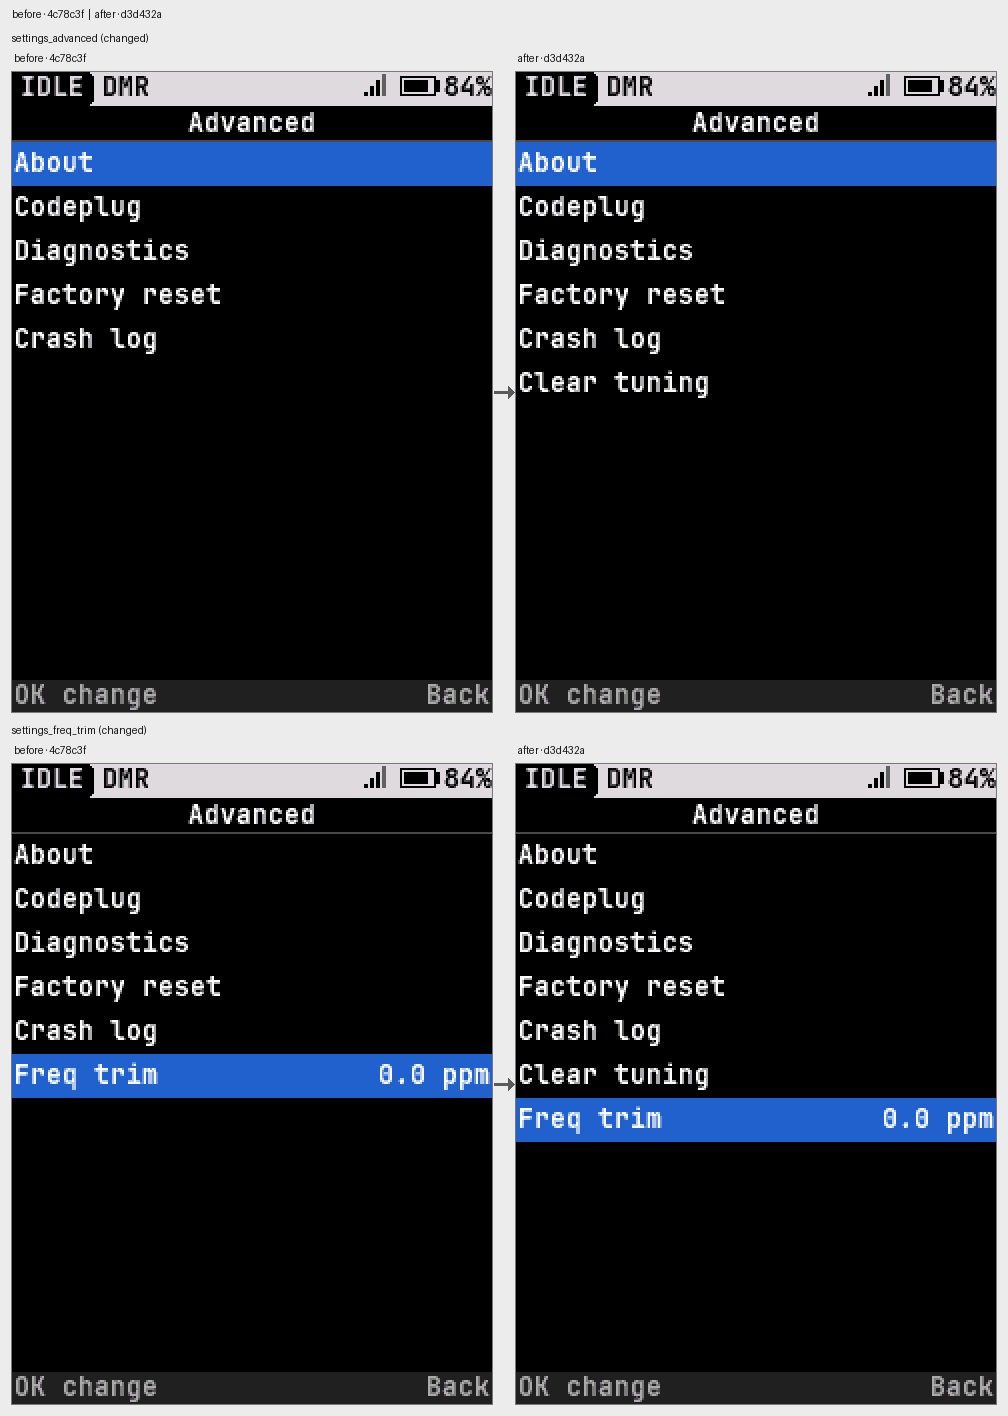 before · 4c78c3f | after · d3d432a
settings_advanced (changed)
before · 4c78c3f
IDLE DMR 84%
Advanced
About
Codeplug
Diagnostics
Factory reset
Crash log
OK change Back
after · d3d432a
IDLE DMR 84%
Advanced
About
Codeplug
Diagnostics
Factory reset
Crash log
Clear tuning
OK change Back
settings_freq_trim (changed)
before · 4c78c3f
IDLE DMR 84%
Advanced
About
Codeplug
Diagnostics
Factory reset
Crash log
Freq trim 0.0 ppm
OK change Back
after · d3d432a
IDLE DMR 84%
Advanced
About
Codeplug
Diagnostics
Factory reset
Crash log
Clear tuning
Freq trim 0.0 ppm
OK change Back